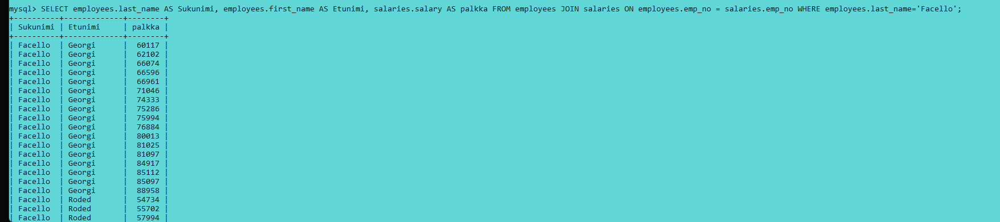 mysql> SELECT employees.last_name AS Sukunimi, employees.first_name AS Etunimi, salaries.salary AS palkka FROM employees JOIN salaries ON employees.emp_no = salaries.emp_no WHERE employees.last_name='Facello';
+----------+-------------+--------+
| Sukunimi | Etunimi     | palkka |
+----------+-------------+--------+
| Facello  | Georgi      |  60117 |
| Facello  | Georgi      |  62102 |
| Facello  | Georgi      |  66074 |
| Facello  | Georgi      |  66596 |
| Facello  | Georgi      |  66961 |
| Facello  | Georgi      |  71046 |
| Facello  | Georgi      |  74333 |
| Facello  | Georgi      |  75286 |
| Facello  | Georgi      |  75994 |
| Facello  | Georgi      |  76884 |
| Facello  | Georgi      |  80013 |
| Facello  | Georgi      |  81025 |
| Facello  | Georgi      |  81097 |
| Facello  | Georgi      |  84917 |
| Facello  | Georgi      |  85112 |
| Facello  | Georgi      |  85097 |
| Facello  | Georgi      |  88958 |
| Facello  | Roded       |  54734 |
| Facello  | Roded       |  55702 |
| Facello  | Roded       |  57994 |